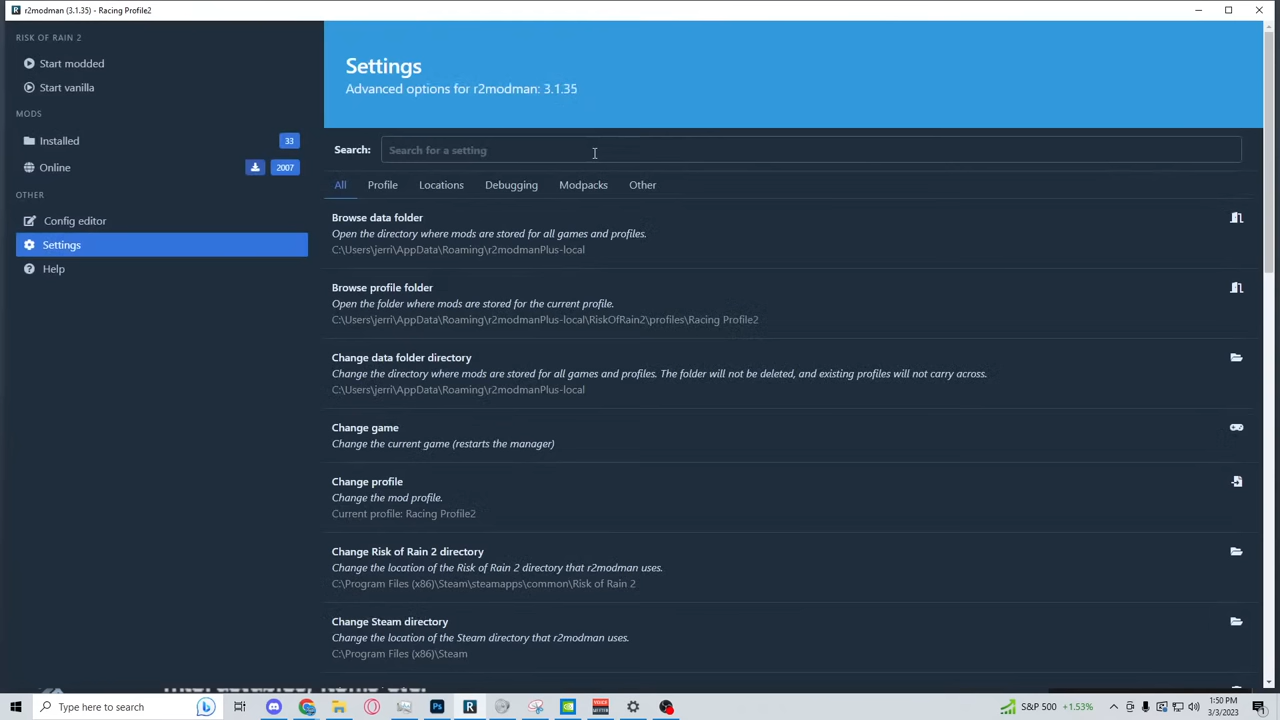 r2modman (3.1.35) - Racing Profile2
RISK OF RAIN 2
Start modded
Start vanilla
MODS
Installed 33
Online 2007
OTHER
Config editor
Settings
Help
Settings
Advanced options for r2modman: 3.1.35
Search: Search for a setting
All Profile Locations Debugging Modpacks Other
Browse data folder
Open the directory where mods are stored for all games and profiles.
C:\Users\jerri\AppData\Roaming\r2modmanPlus-local
Browse profile folder
Open the folder where mods are stored for the current profile.
C:\Users\jerri\AppData\Roaming\r2modmanPlus-local\RiskOfRain2\profiles\Racing Profile2
Change data folder directory
Change the directory where mods are stored for all games and profiles. The folder will not be deleted, and existing profiles will not carry across.
C:\Users\jerri\AppData\Roaming\r2modmanPlus-local
Change game
Change the current game (restarts the manager)
Change profile
Change the mod profile.
Current profile: Racing Profile2
Change Risk of Rain 2 directory
Change the location of the Risk of Rain 2 directory that r2modman uses.
C:\Program Files (x86)\Steam\steamapps\common\Risk of Rain 2
Change Steam directory
Change the location of the Steam directory that r2modman uses.
C:\Program Files (x86)\Steam
Type here to search
Ps
R
S&P 500 +1.53%
1:50 PM
3/3/2023